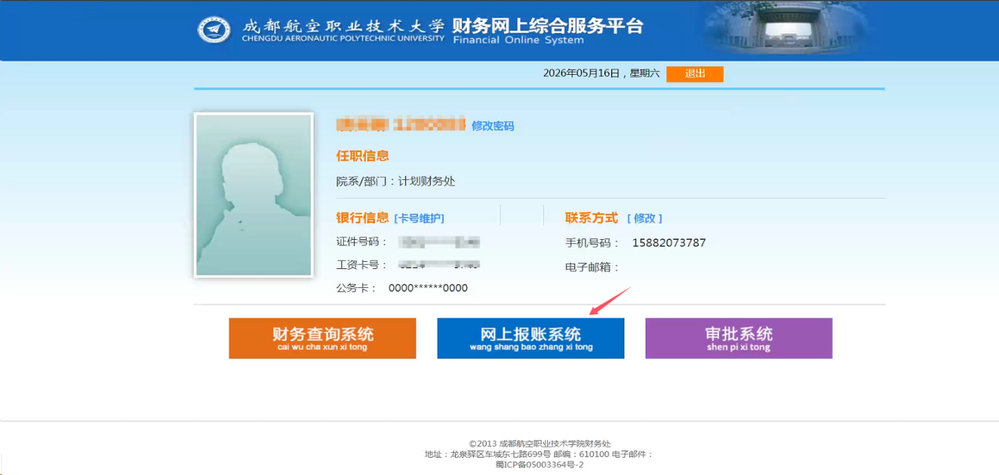 成都航空职业技术大学 财务网上综合服务平台
CHENGDU AERONAUTIC POLYTECHNIC UNIVERSITY Financial Online System
2026年05月16日，星期六 退出
修改密码
任职信息
院系/部门：计划财务处
银行信息 [卡号维护] 联系方式 [ 修改 ]
证件号码： 手机号码： 15882073787
工资卡号： 电子邮箱：
公务卡： 0000******0000
财务查询系统 网上报账系统 审批系统
cai wu cha xun xi tong wang shang bao zhang xi tong shen pi xi tong
©2013 成都航空职业技术学院财务处
地址：龙泉驿区车城东七路699号 邮编：610100 电子邮件：
蜀ICP备05003364号-2